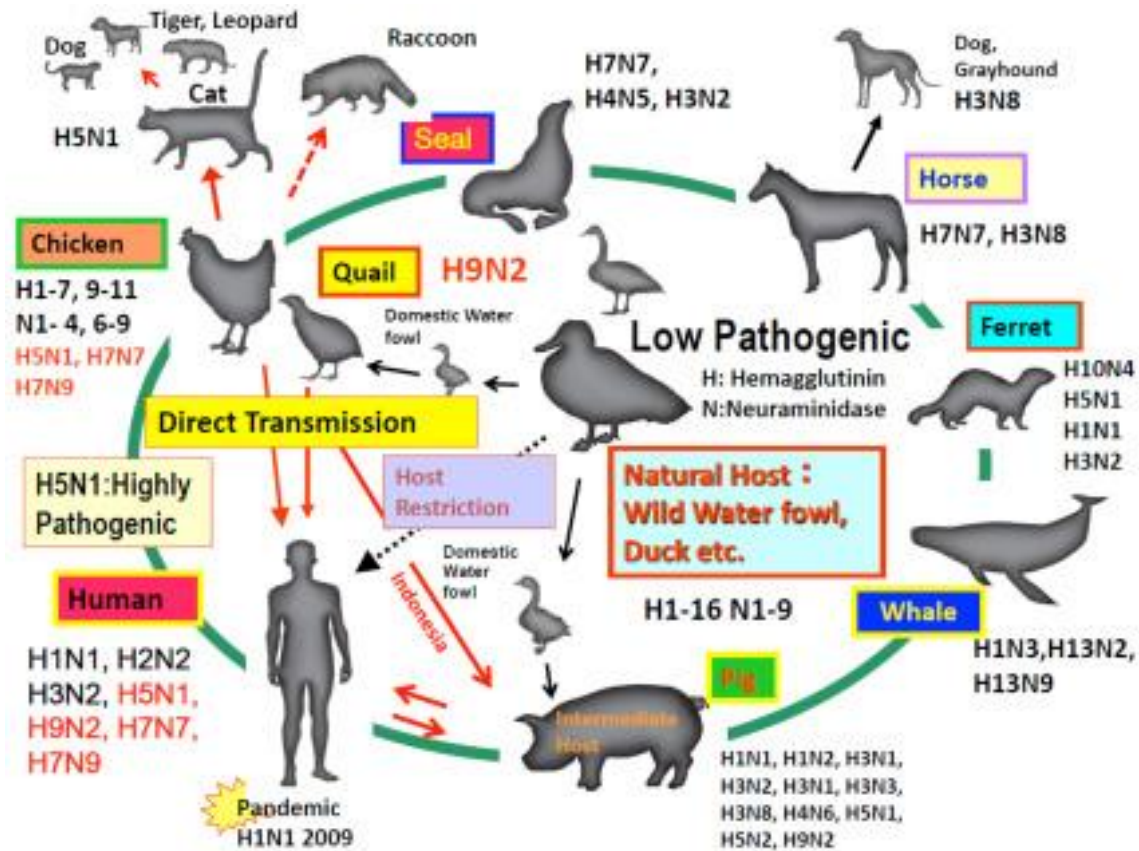 Tiger, Leopard
Dog
Cat
H5N1
Raccoon
Seal
H7N7,
H4N5, H3N2
Dog,
Grayhound
H3N8
Horse
H7N7, H3N8
Chicken
H1-7, 9-11
N1- 4, 6-9
H5N1, H7N7
H7N9
Quail
H9N2
Domestic Water
fowl
Low Pathogenic
H: Hemagglutinin
N:Neuraminidase
Ferret
H10N4
H5N1
H1N1
H3N2
Direct Transmission
Host
Restriction
Natural Host :
Wild Water fowl,
Duck etc.
H1-16 N1-9
H5N1:Highly
Pathogenic
Human
H1N1, H2N2
H3N2, H5N1,
H9N2, H7N7,
H7N9
Pandemic
H1N1 2009
Indonesia
Domestic
Water
fowl
Whale
H1N3,H13N2,
H13N9
Pig
Intermediate
Host
H1N1, H1N2, H3N1,
H3N2, H3N1, H3N3,
H3N8, H4N6, H5N1,
H5N2, H9N2